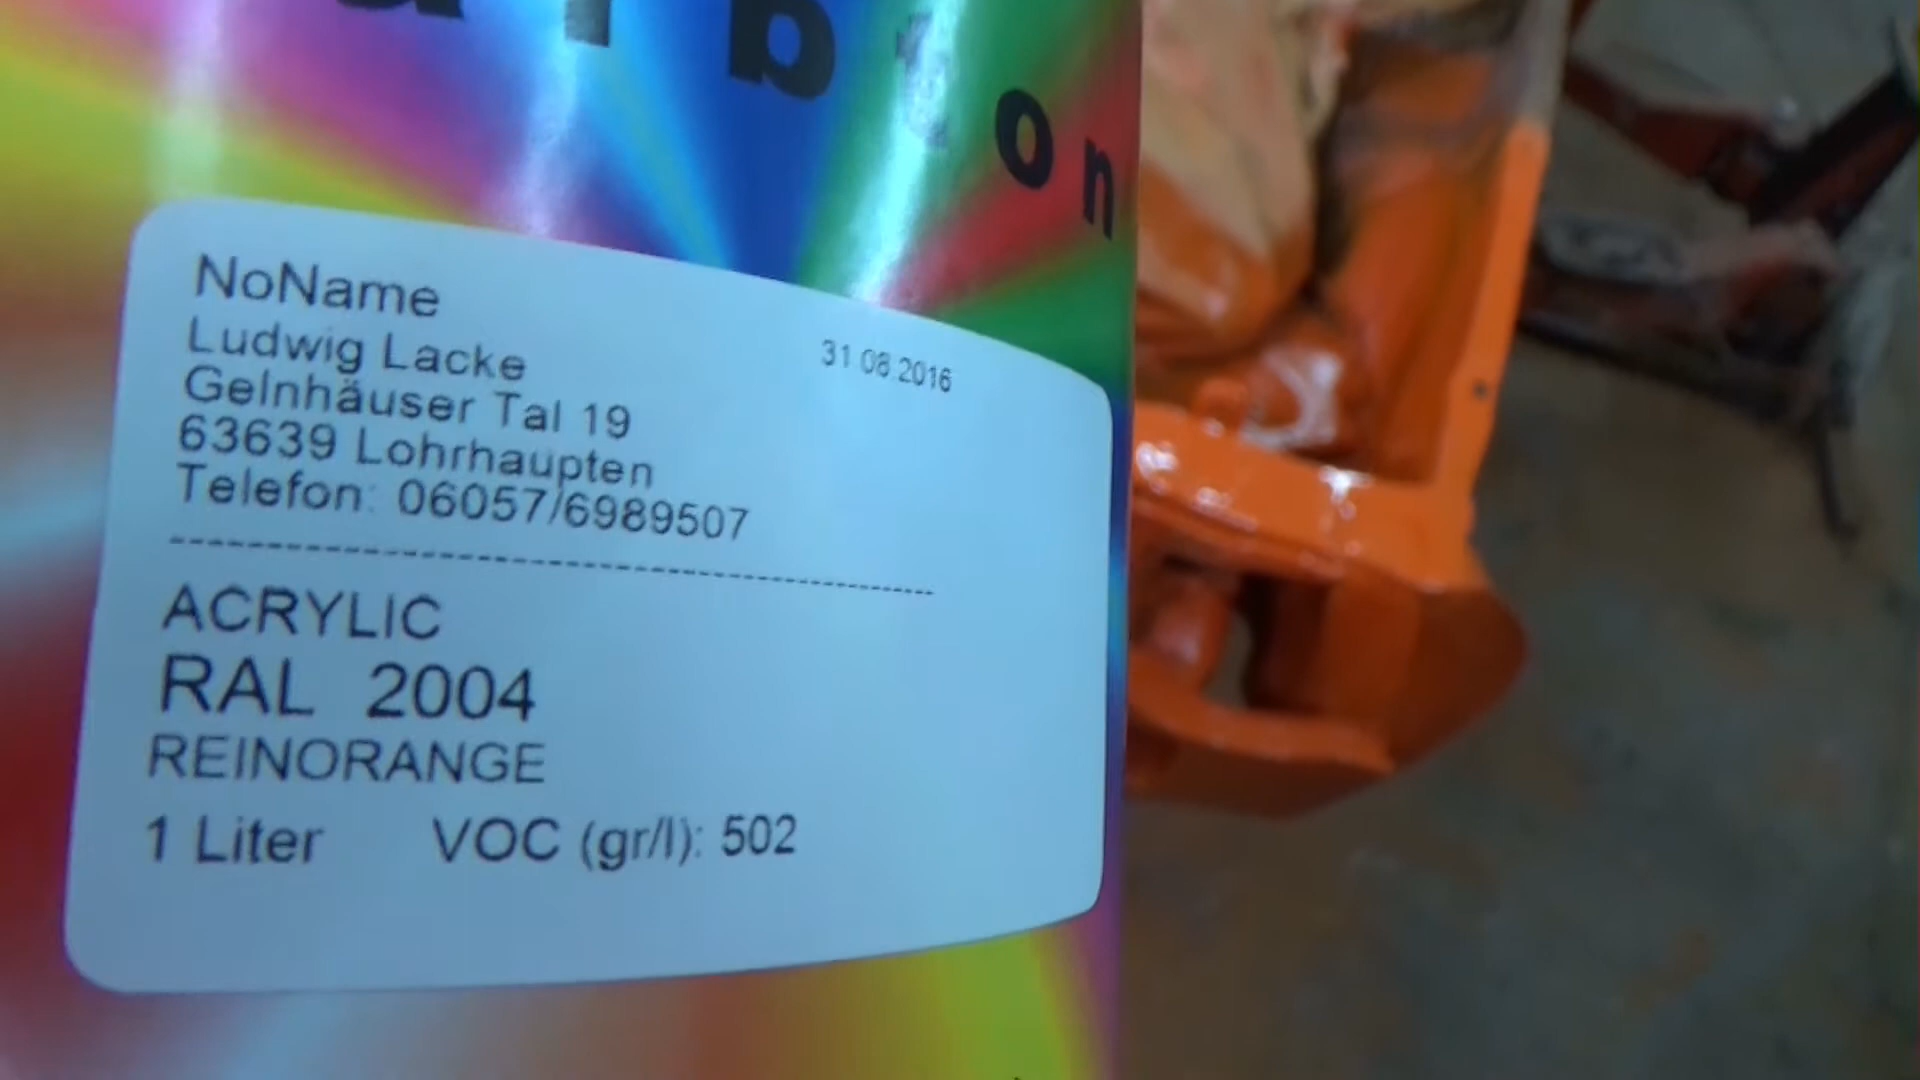 arbton
NoName
Ludwig Lacke
31.08.2016
Gelnhäuser Tal 19
63639 Lohrhaupten
Telefon: 06057/6989507
ACRYLIC
RAL 2004
REINORANGE
1 Liter VOC (gr/l): 502